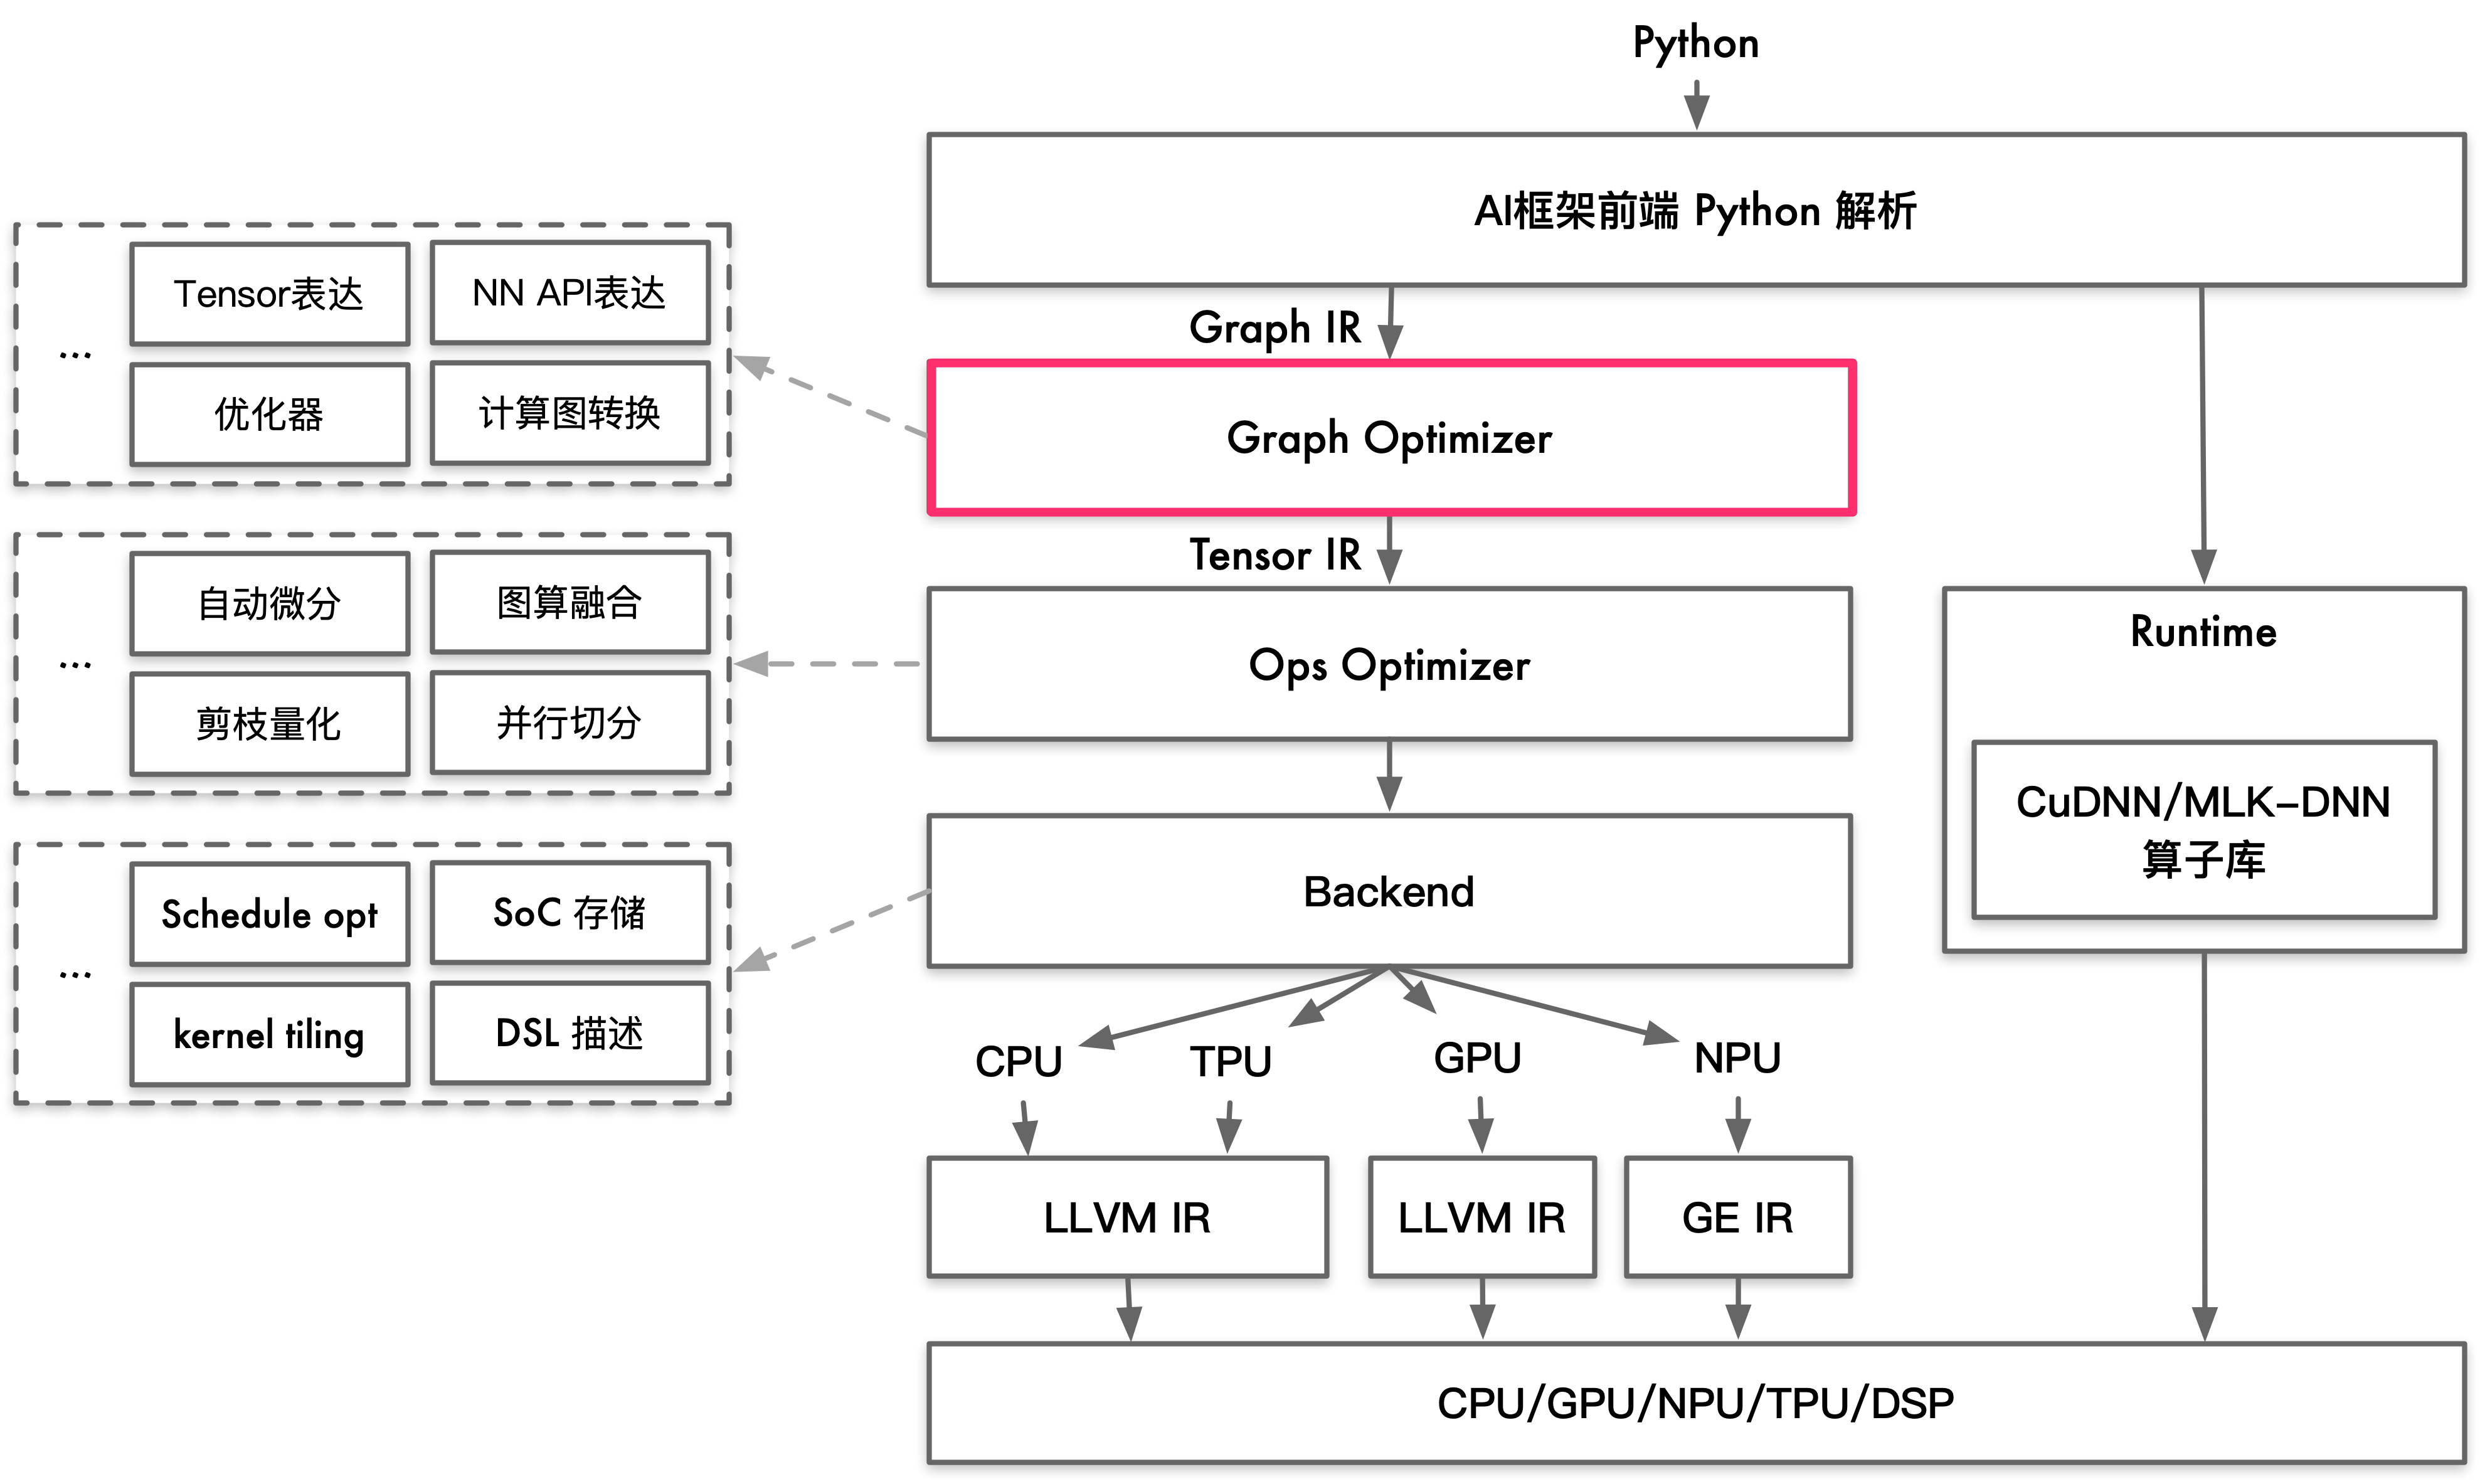 Python
AI框架前端 Python 解析
Graph IR
Graph Optimizer
Tensor IR
Ops Optimizer
Backend
Runtime
CuDNN/MLK-DNN
算子库
...
Tensor表达
NN API表达
优化器
计算图转换
...
自动微分
图算融合
剪枝量化
并行切分
...
Schedule opt
SoC 存储
kernel tiling
DSL 描述
CPU
TPU
GPU
NPU
LLVM IR
LLVM IR
GE IR
CPU/GPU/NPU/TPU/DSP